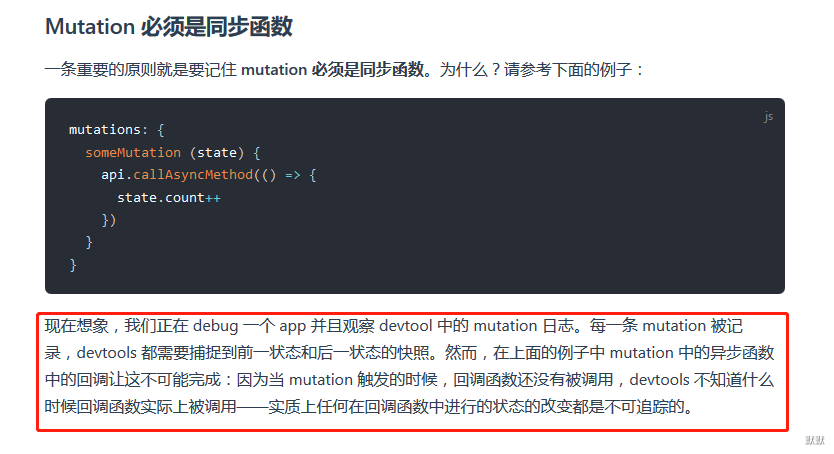 Mutation 必须是同步函数
一条重要的原则就是要记住 mutation 必须是同步函数。为什么？请参考下面的例子：
js
mutations: {
  someMutation (state) {
    api.callAsyncMethod(() => {
      state.count++
    })
  }
}
现在想象，我们正在 debug 一个 app 并且观察 devtool 中的 mutation 日志。每一条 mutation 被记
录，devtools 都需要捕捉到前一状态和后一状态的快照。然而，在上面的例子中 mutation 中的异步函数
中的回调让这不可能完成：因为当 mutation 触发的时候，回调函数还没有被调用，devtools 不知道什么
时候回调函数实际上被调用——实质上任何在回调函数中进行的状态的改变都是不可追踪的。
默默